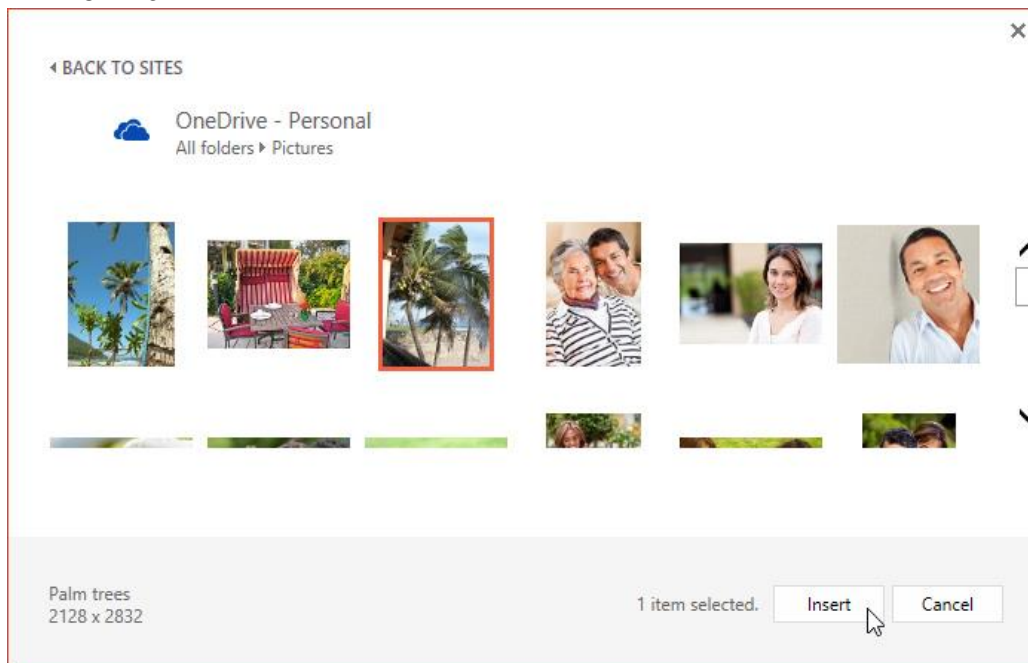 ◂ BACK TO SITES
OneDrive - Personal
All folders ▸ Pictures
Palm trees
2128 x 2832
1 item selected.
Insert
Cancel